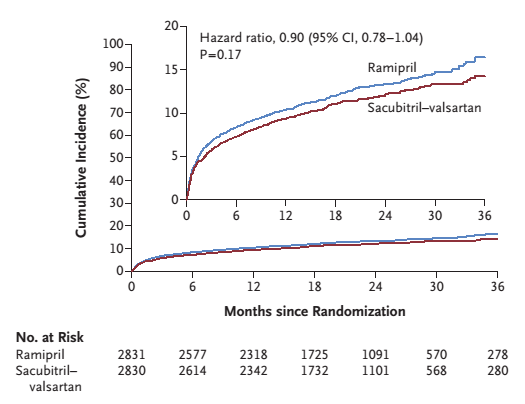 Hazard ratio, 0.90 (95% CI, 0.78–1.04)
P=0.17
Ramipril
Sacubitril–valsartan
20
15
10
5
0
0 6 12 18 24 30 36
Cumulative Incidence (%)
100
90
80
70
60
50
40
30
20
10
0
0 6 12 18 24 30 36
Months since Randomization
No. at Risk
Ramipril 2831 2577 2318 1725 1091 570 278
Sacubitril– 2830 2614 2342 1732 1101 568 280
valsartan